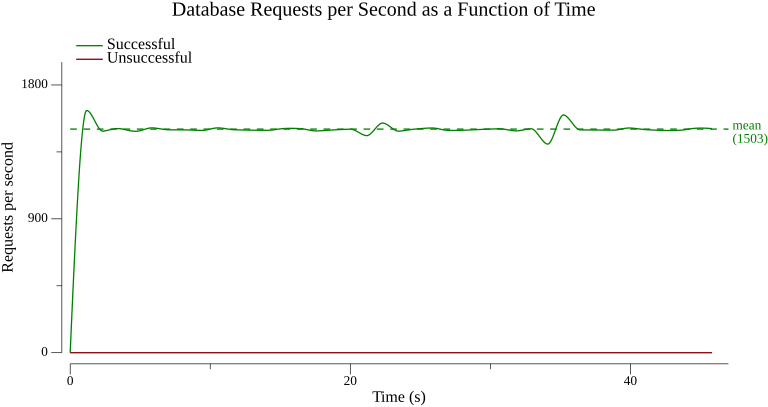 Database Requests per Second as a Function of Time
Successful
Unsuccessful
1800
900
0
Requests per second
mean
(1503)
0
20
40
Time (s)